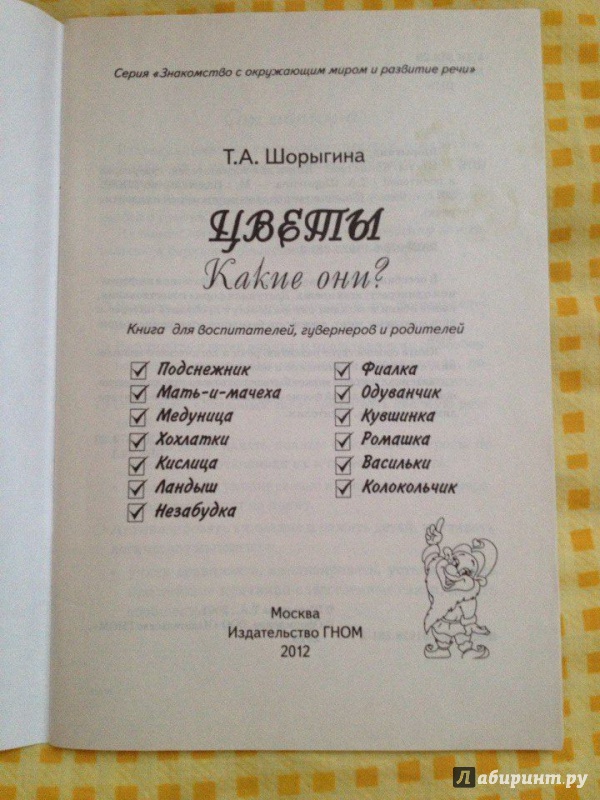 Серия «Знакомство с окружающим миром и развитие речи»
Т.А. Шорыгина
ЦВЕТЫ
Какие они?
Книга для воспитателей, гувернеров и родителей
Подснежник
Мать-и-мачеха
Медуница
Хохлатки
Кислица
Ландыш
Незабудка
Фиалка
Одуванчик
Кувшинка
Ромашка
Васильки
Колокольчик
Москва
Издательство ГНОМ
2012
Лабиринт.ру